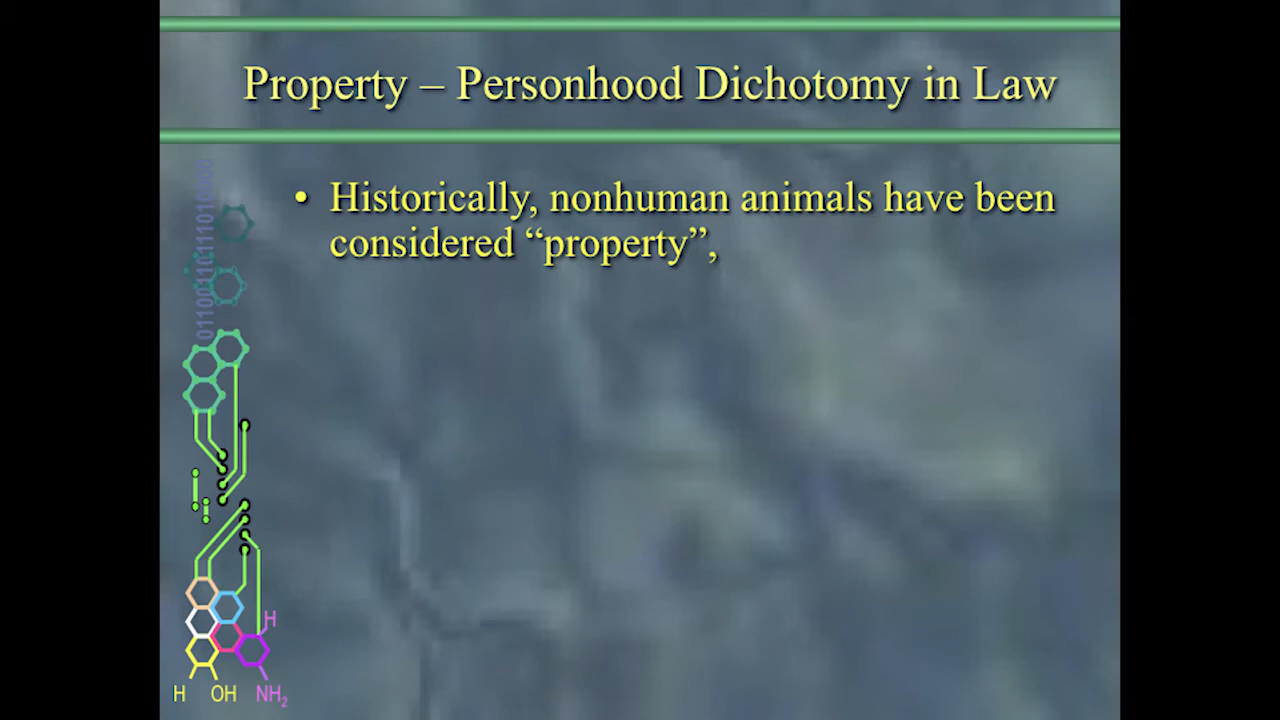 Property – Personhood Dichotomy in Law
• Historically, nonhuman animals have been
considered “property”,
H
H OH NH₂